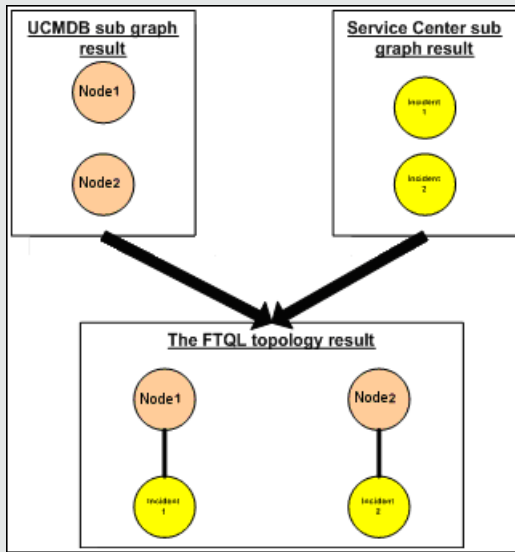 UCMDB sub graph
result
Node1
Node2
Service Center sub
graph result
Incident
1
Incident
2
The FTQL topology result
Node1
Node2
Incident
1
Incident
2